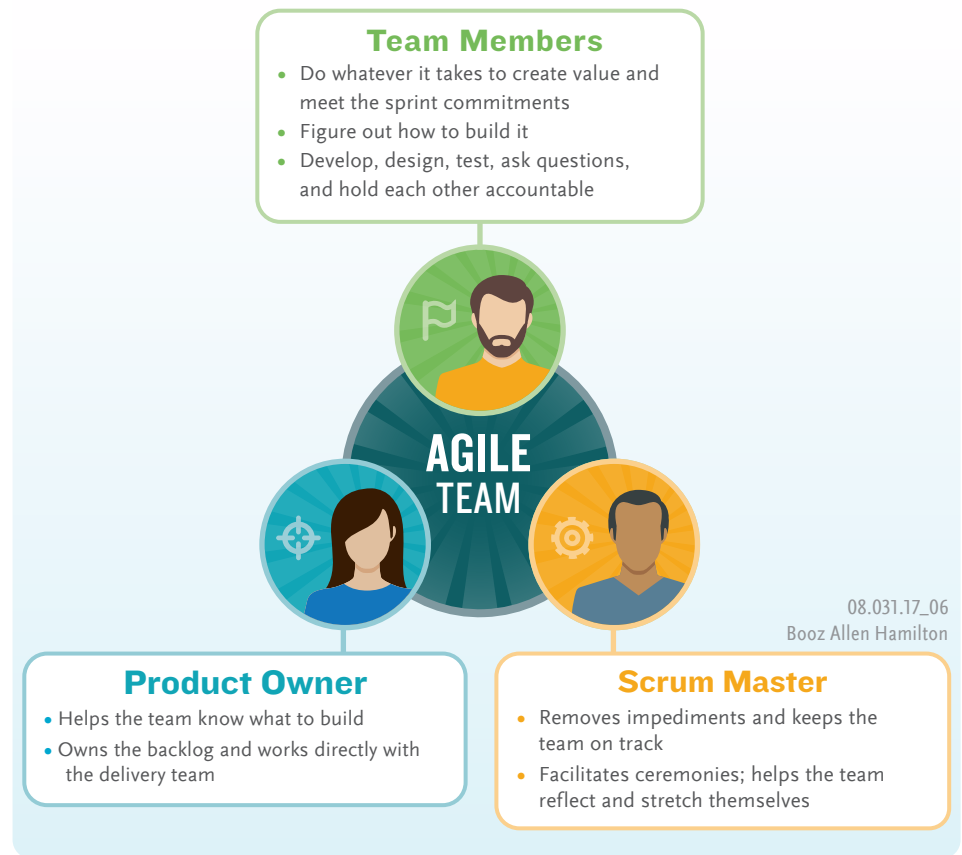 Team Members
• Do whatever it takes to create value and
meet the sprint commitments
• Figure out how to build it
• Develop, design, test, ask questions,
and hold each other accountable
AGILE
TEAM
08.031.17_06
Booz Allen Hamilton
Product Owner
• Helps the team know what to build
• Owns the backlog and works directly with
the delivery team
Scrum Master
• Removes impediments and keeps the
team on track
• Facilitates ceremonies; helps the team
reflect and stretch themselves